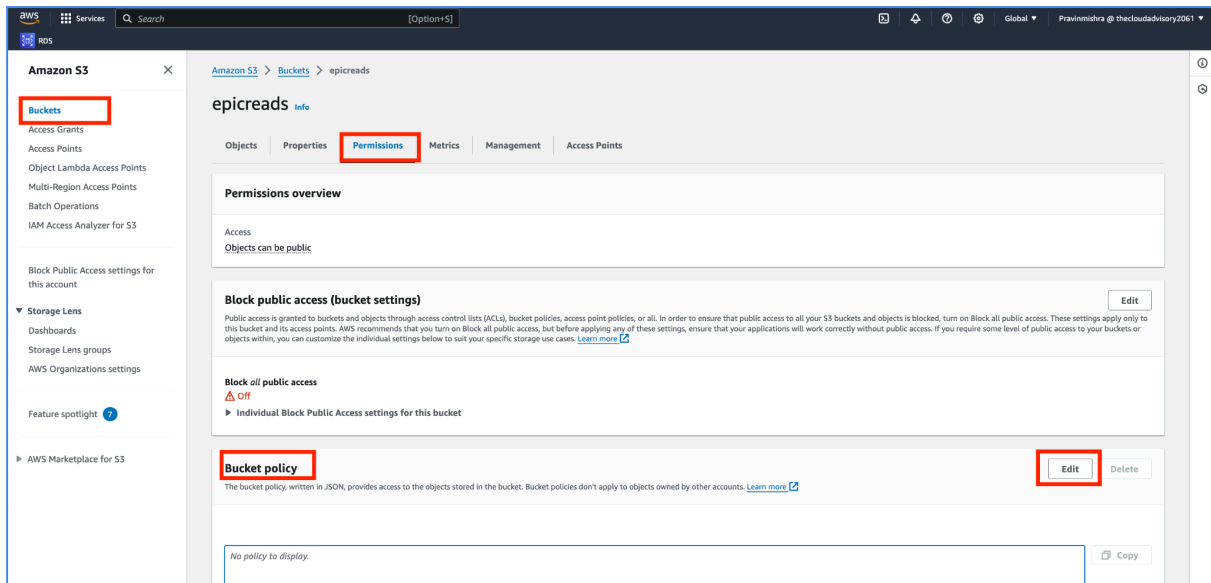 aws
Services
Search
[Option+S]
Global
Pravinmishra @ thecloudadvisory2061
RDS
Amazon S3
Buckets
Access Grants
Access Points
Object Lambda Access Points
Multi-Region Access Points
Batch Operations
IAM Access Analyzer for S3
Block Public Access settings for
this account
Storage Lens
Dashboards
Storage Lens groups
AWS Organizations settings
Feature spotlight 7
AWS Marketplace for S3
Amazon S3 > Buckets > epicreads
epicreads Info
Objects Properties Permissions Metrics Management Access Points
Permissions overview
Access
Objects can be public
Block public access (bucket settings)
Edit
Public access is granted to buckets and objects through access control lists (ACLs), bucket policies, access point policies, or all. In order to ensure that public access to all your S3 buckets and objects is blocked, turn on Block all public access. These settings apply only to
this bucket and its access points. AWS recommends that you turn on Block all public access, but before applying any of these settings, ensure that your applications will work correctly without public access. If you require some level of public access to your buckets or
objects within, you can customize the individual settings below to suit your specific storage use cases. Learn more
Block all public access
Off
Individual Block Public Access settings for this bucket
Bucket policy
Edit
Delete
The bucket policy, written in JSON, provides access to the objects stored in the bucket. Bucket policies don't apply to objects owned by other accounts. Learn more
No policy to display.
Copy